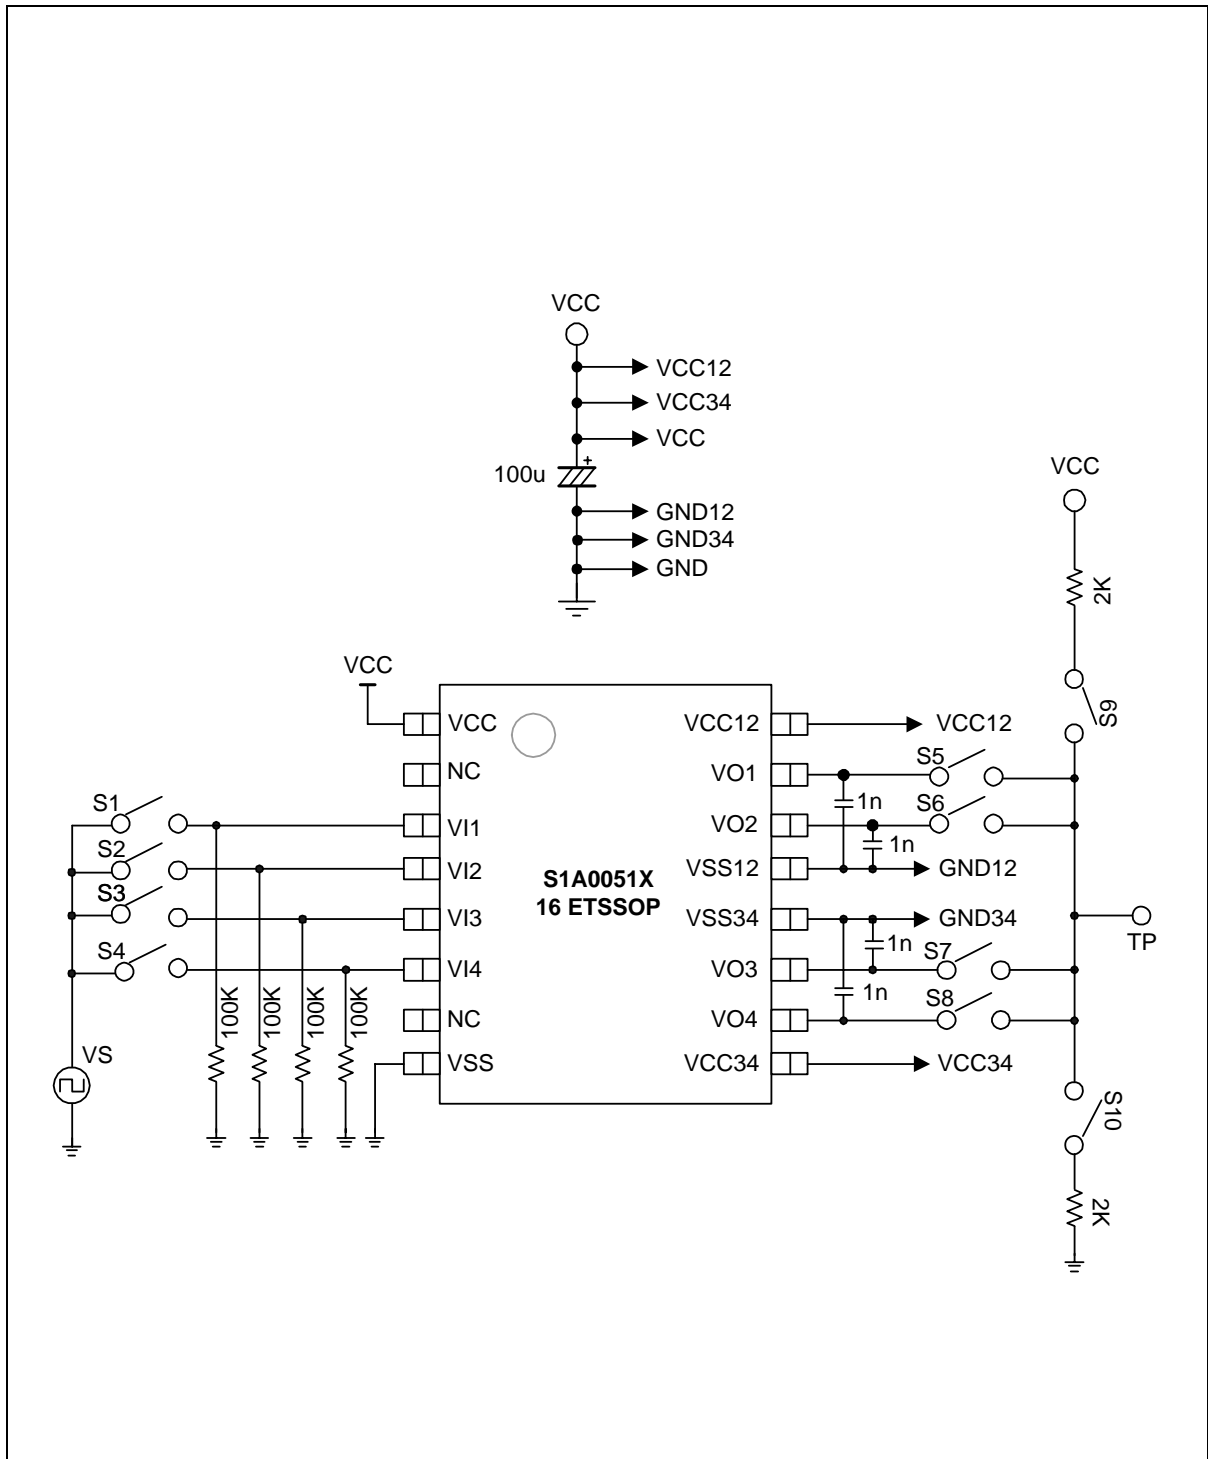 VCC
VCC12
VCC34
VCC
100u
+
GND12
GND34
GND
VCC
2K
S9
VCC
VCC
NC
VI1
VI2
VI3
VI4
NC
VSS
S1A0051X
16 ETSSOP
VCC12
VO1
VO2
VSS12
VSS34
VO3
VO4
VCC34
S1
S2
S3
S4
VS
100K
100K
100K
100K
VCC12
S5
1n
S6
1n
GND12
GND34
1n
S7
1n
S8
VCC34
TP
S10
2K